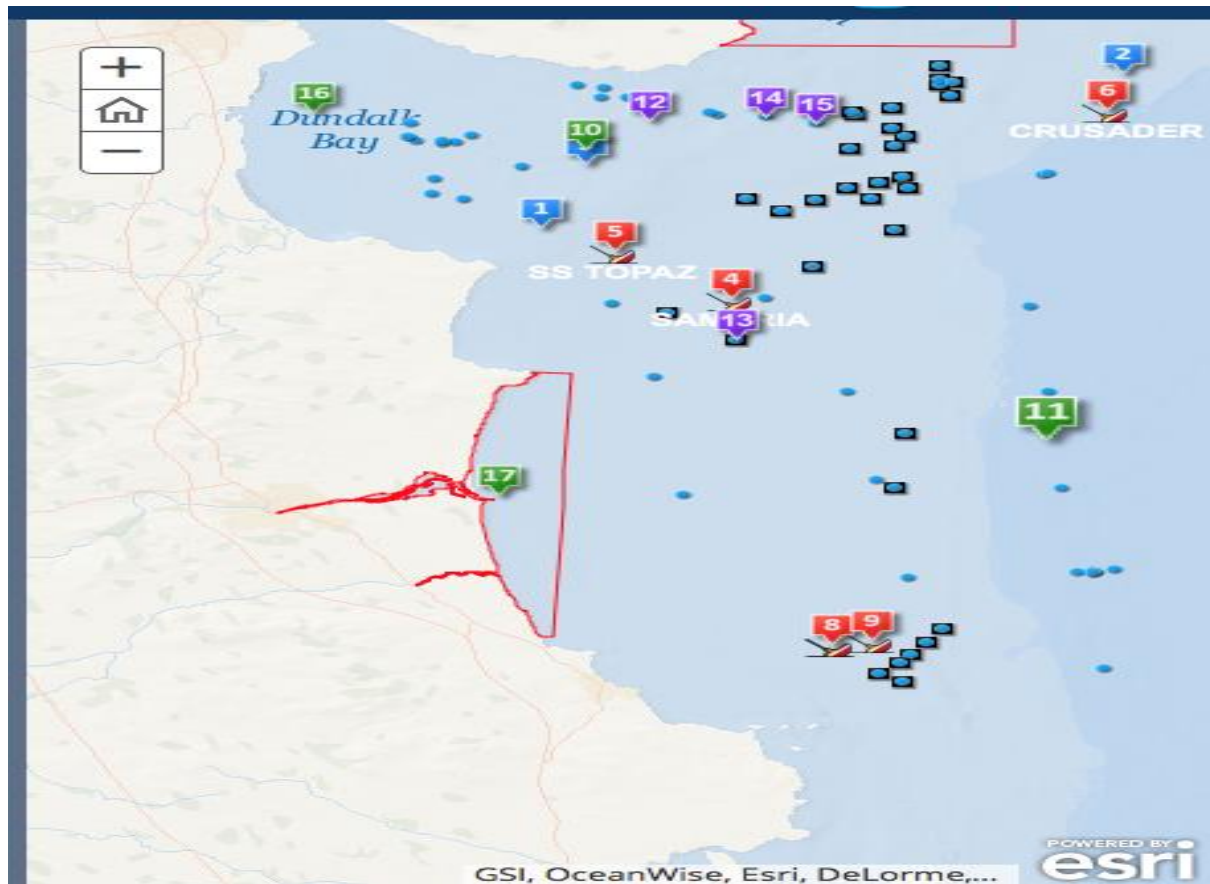 +
−
16
Dundalk
Bay
12
14
15
2
6
CRUSADER
10
1
5
SS TOPAZ
4
13
11
17
8
9
GSI, OceanWise, Esri, DeLorme,...
POWERED BY
esri